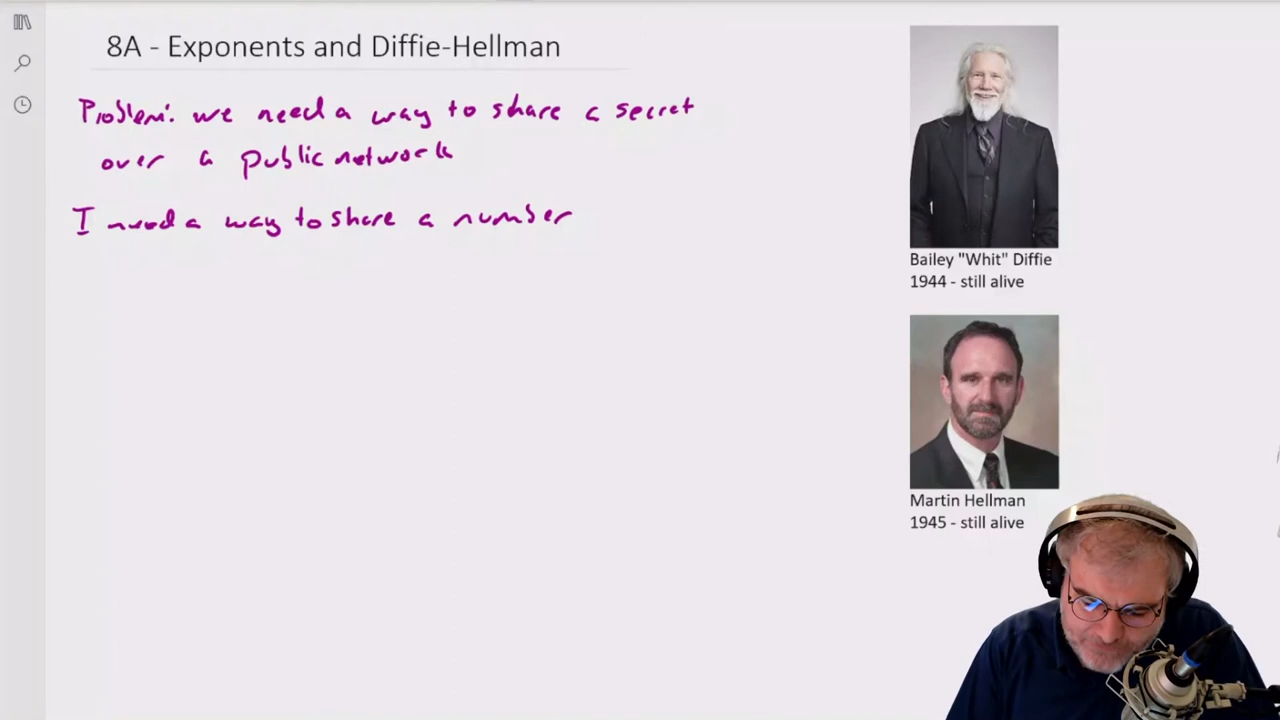 8A - Exponents and Diffie-Hellman
Problem: we need a way to share a secret
over a public network
I need a way to share a number
Bailey "Whit" Diffie
1944 - still alive
Martin Hellman
1945 - still alive